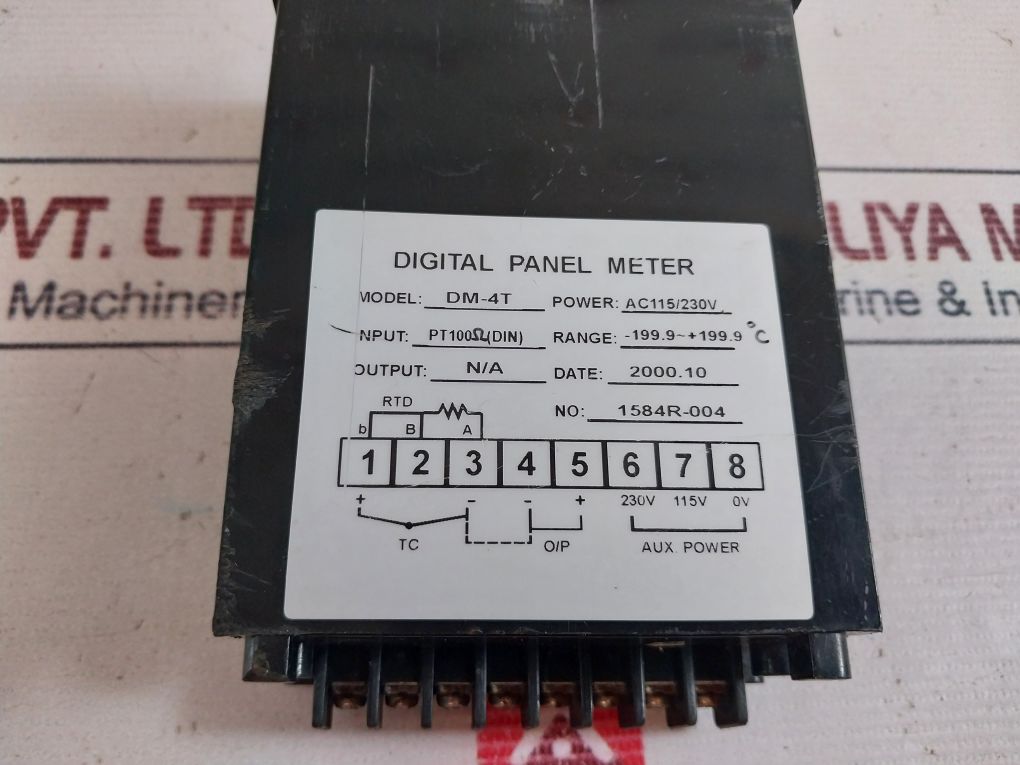 DIGITAL PANEL METER
MODEL: DM-4T POWER: AC115/230V
INPUT: PT100Ω(DIN) RANGE: -199.9~+199.9 °C
OUTPUT: N/A DATE: 2000.10
RTD NO: 1584R-004
b B A
1 2 3 4 5 6 7 8
+ - - + 230V 115V 0V
TC O/P AUX. POWER
PVT. LTD LIYA M
Machiner rine & In